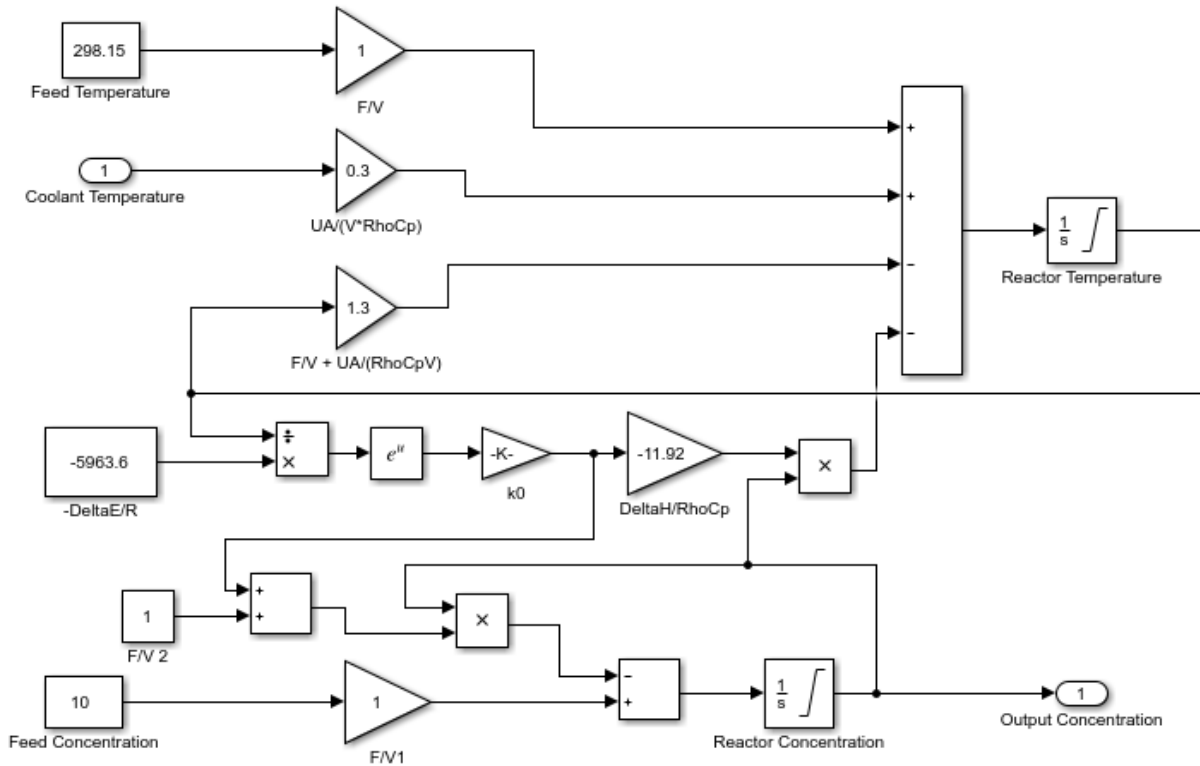 298.15
Feed Temperature
1
F/V
1
Coolant Temperature
0.3
UA/(V*RhoCp)
1.3
F/V + UA/(RhoCpV)
+
+
−
−
1
s
Reactor Temperature
-5963.6
-DeltaE/R
÷
×
eᵘ
-K-
k0
-11.92
DeltaH/RhoCp
×
1
F/V 2
+
+
×
10
Feed Concentration
1
F/V1
−
+
1
s
Reactor Concentration
1
Output Concentration